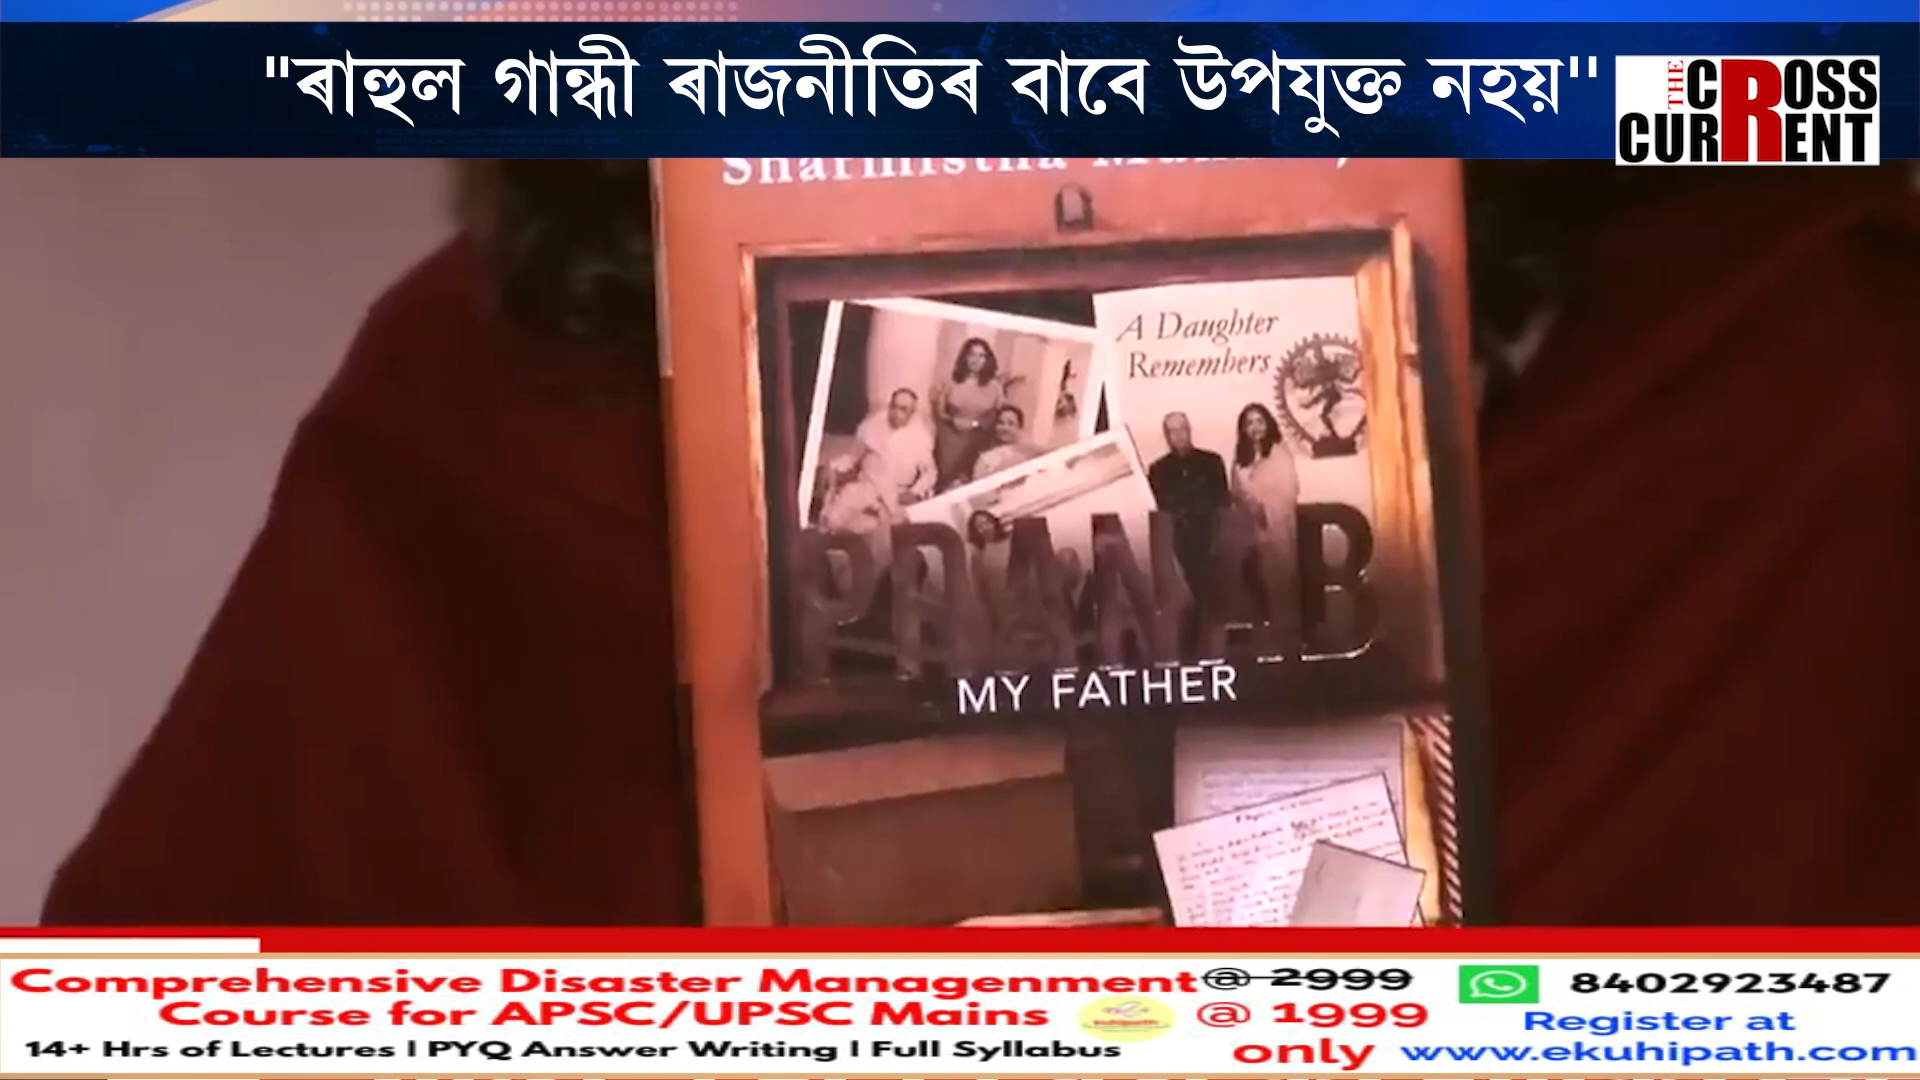 "ৰাহুল গান্ধী ৰাজনীতিৰ বাবে উপযুক্ত নহয়"
THE CROSS
CURRENT
Sharmistha
A Daughter
Remembers
PRANAB
MY FATHER
Comprehensive Disaster Managenment @ 2999
Course for APSC/UPSC Mains @ 1999
14+ Hrs of Lectures | PYQ Answer Writing | Full Syllabus only
8402923487
Register at
www.ekuhipath.com